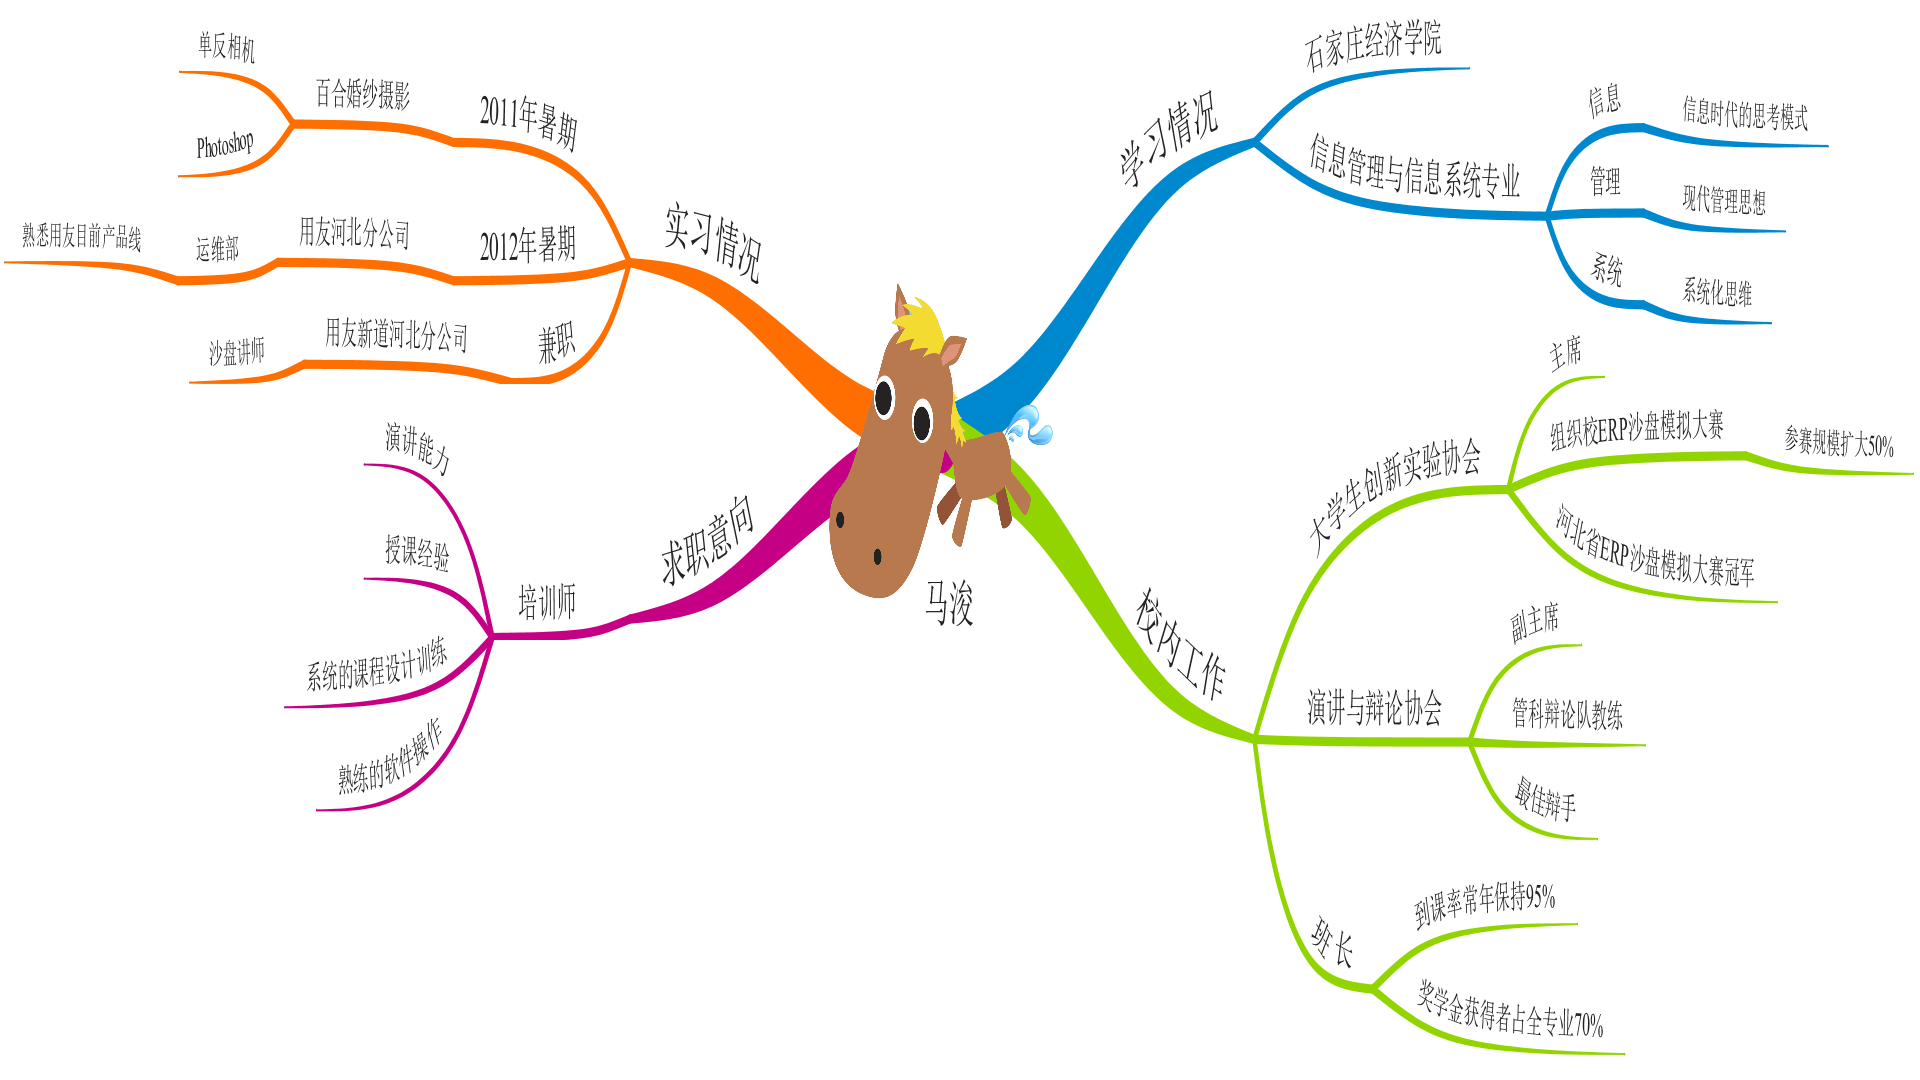 马浚
学习情况
石家庄经济学院
信息管理与信息系统专业
信息
信息时代的思考模式
管理
现代管理思想
系统
系统化思维
校内工作
大学生创新实验协会
主席
组织校ERP沙盘模拟大赛
参赛规模扩大50%
河北省ERP沙盘模拟大赛冠军
演讲与辩论协会
副主席
管科辩论队教练
最佳辩手
班长
到课率常年保持95%
奖学金获得者占全专业70%
求职意向
培训师
演讲能力
授课经验
系统的课程设计训练
熟练的软件操作
实习情况
2011年暑期
百合婚纱摄影
单反相机
Photoshop
2012年暑期
用友河北分公司
运维部
熟悉用友目前产品线
兼职
用友新道河北分公司
沙盘讲师